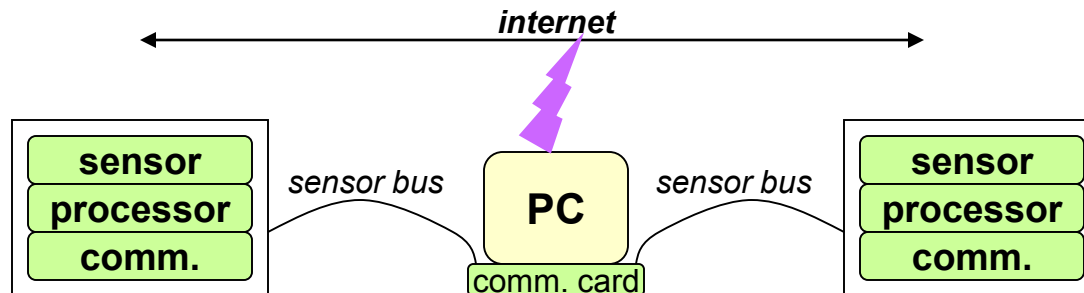 internet
sensor
processor
comm.
sensor bus
PC
comm. card
sensor bus
sensor
processor
comm.